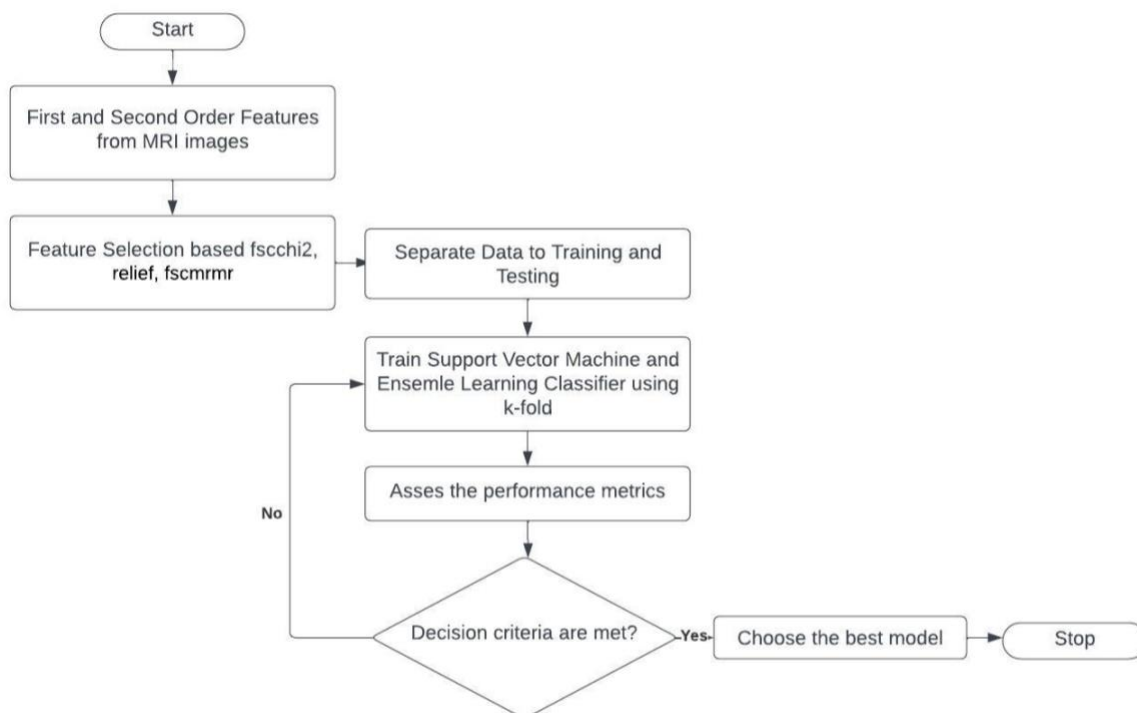 Start
First and Second Order Features
from MRI images
Feature Selection based fscchi2,
relief, fscmrmr
Separate Data to Training and
Testing
Train Support Vector Machine and
Ensemle Learning Classifier using
k-fold
Asses the performance metrics
No
Decision criteria are met?
Yes
Choose the best model
Stop